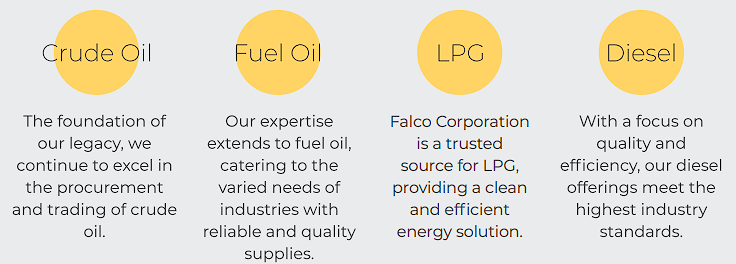 Crude Oil
The foundation of
our legacy, we
continue to excel in
the procurement
and trading of crude
oil.
Fuel Oil
Our expertise
extends to fuel oil,
catering to the
varied needs of
industries with
reliable and quality
supplies.
LPG
Falco Corporation
is a trusted
source for LPG,
providing a clean
and efficient
energy solution.
Diesel
With a focus on
quality and
efficiency, our diesel
offerings meet the
highest industry
standards.